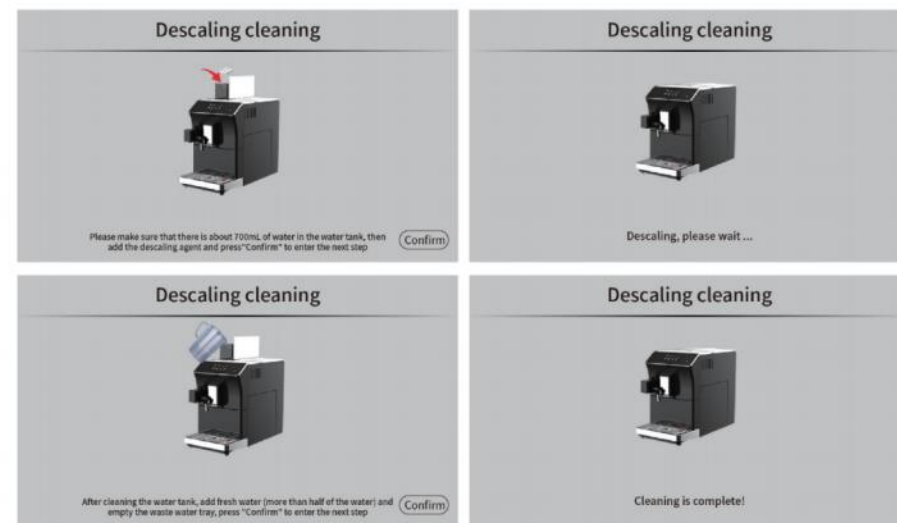 Descaling cleaning
Please make sure that there is about 700mL of water in the water tank, then
add the descaling agent and press"Confirm" to enter the next step
Confirm
Descaling cleaning
Descaling, please wait ...
Descaling cleaning
After cleaning the water tank, add fresh water (more than half of the water) and
empty the waste water tray, press "Confirm" to enter the next step
Confirm
Descaling cleaning
Cleaning is complete!